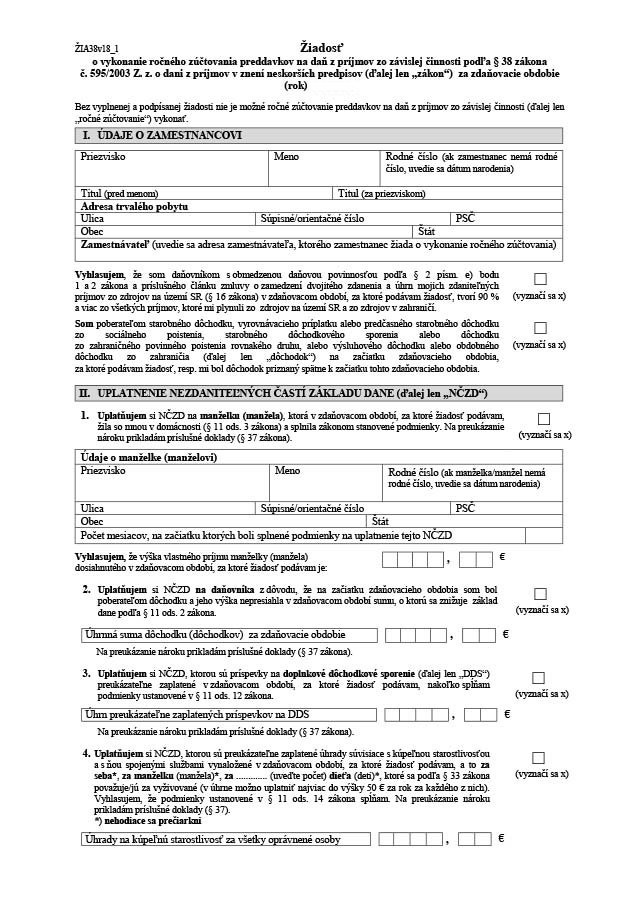 ŽIA38v18_1
Žiadosť
o vykonanie ročného zúčtovania preddavkov na daň z príjmov zo závislej činnosti podľa § 38 zákona
č. 595/2003 Z. z. o dani z príjmov v znení neskorších predpisov (ďalej len „zákon“) za zdaňovacie obdobie
(rok)
Bez vyplnenej a podpísanej žiadosti nie je možné ročné zúčtovanie preddavkov na daň z príjmov zo závislej činnosti (ďalej len
„ročné zúčtovanie“) vykonať.
I. ÚDAJE O ZAMESTNANCOVI
Priezvisko Meno Rodné číslo (ak zamestnanec nemá rodné
číslo, uvedie sa dátum narodenia)
Titul (pred menom) Titul (za priezviskom)
Adresa trvalého pobytu
Ulica Súpisné/orientačné číslo PSČ
Obec Štát
Zamestnávateľ (uvedie sa adresa zamestnávateľa, ktorého zamestnanec žiada o vykonanie ročného zúčtovania)
Vyhlasujem, že som daňovníkom s obmedzenou daňovou povinnosťou podľa § 2 písm. e) bodu
1 a 2 zákona a príslušného článku zmluvy o zamedzení dvojitého zdanenia a úhrn mojich zdaniteľných
príjmov zo zdrojov na území SR (§ 16 zákona) v zdaňovacom období, za ktoré podávam žiadosť, tvorí 90 %
a viac zo všetkých príjmov, ktoré mi plynuli zo zdrojov na území SR a zo zdrojov v zahraničí.
(vyznačí sa x)
Som poberateľom starobného dôchodku, vyrovnávacieho príplatku alebo predčasného starobného dôchodku
zo sociálneho poistenia, starobného dôchodkového sporenia alebo dôchodku
zo zahraničného povinného poistenia rovnakého druhu, alebo výsluhového dôchodku alebo obdobného
dôchodku zo zahraničia (ďalej len „dôchodok“) na začiatku zdaňovacieho obdobia,
za ktoré podávam žiadosť, resp. mi bol dôchodok priznaný spätne k začiatku tohto zdaňovacieho obdobia.
(vyznačí sa x)
II. UPLATNENIE NEZDANITEĽNÝCH ČASTÍ ZÁKLADU DANE (ďalej len „NČZD“)
1. Uplatňujem si NČZD na manželku (manžela), ktorá v zdaňovacom období, za ktoré žiadosť podávam,
žila so mnou v domácnosti (§ 11 ods. 3 zákona) a splnila zákonom stanovené podmienky. Na preukázanie
nároku prikladám príslušné doklady (§ 37 zákona).
(vyznačí sa x)
Údaje o manželke (manželovi)
Priezvisko Meno Rodné číslo (ak manželka/manžel nemá
rodné číslo, uvedie sa dátum narodenia)
Ulica Súpisné/orientačné číslo PSČ
Obec Štát
Počet mesiacov, na začiatku ktorých boli splnené podmienky na uplatnenie tejto NČZD
Vyhlasujem, že výška vlastného príjmu manželky (manžela)
dosiahnutého v zdaňovacom období, za ktoré žiadosť podávam je:
, €
2. Uplatňujem si NČZD na daňovníka z dôvodu, že na začiatku zdaňovacieho obdobia som bol
poberateľom dôchodku a jeho výška nepresiahla v zdaňovacom období sumu, o ktorú sa znižuje základ
dane podľa § 11 ods. 2 zákona.
(vyznačí sa x)
Úhrnná suma dôchodku (dôchodkov) za zdaňovacie obdobie , €
Na preukázanie nároku prikladám príslušné doklady (§ 37 zákona).
3. Uplatňujem si NČZD, ktorou sú príspevky na doplnkové dôchodkové sporenie (ďalej len „DDS“)
preukázateľne zaplatené v zdaňovacom období, za ktoré žiadosť podávam, nakoľko spĺňam
podmienky ustanovené v § 11 ods. 12 zákona.
(vyznačí sa x)
Úhrn preukázateľne zaplatených príspevkov na DDS , €
Na preukázanie nároku prikladám príslušné doklady (§ 37 zákona).
4. Uplatňujem si NČZD, ktorou sú preukázateľne zaplatené úhrady súvisiace s kúpeľnou starostlivosťou
a s ňou spojenými službami vynaložené v zdaňovacom období, za ktoré žiadosť podávam, a to za
seba*, za manželku (manžela)*, za .............. (uveďte počet) dieťa (deti)*, ktoré sa podľa § 33 zákona
považuje/jú za vyživované (v úhrne možno uplatniť najviac do výšky 50 € za rok za každého z nich).
Vyhlasujem, že podmienky ustanovené v § 11 ods. 14 zákona spĺňam. Na preukázanie nároku
prikladám príslušné doklady (§ 37).
*) nehodiace sa prečiarkni
(vyznačí sa x)
Úhrady na kúpeľnú starostlivosť za všetky oprávnené osoby , €